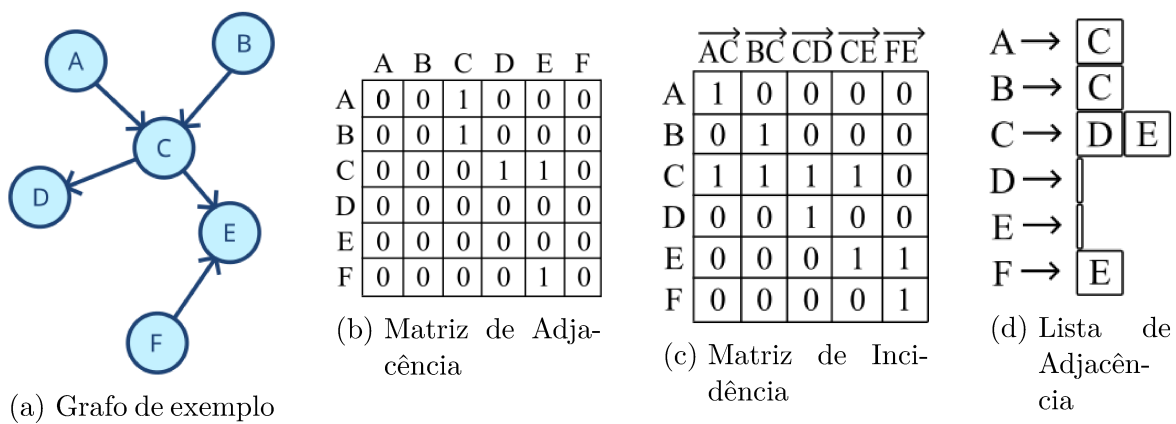 A
B
C
D
E
F
(a) Grafo de exemplo
A B C D E F
A 0 0 1 0 0 0
B 0 0 1 0 0 0
C 0 0 0 1 1 0
D 0 0 0 0 0 0
E 0 0 0 0 0 0
F 0 0 0 0 1 0
(b) Matriz de Adja-
cência
AC BC CD CE FE
A 1 0 0 0 0
B 0 1 0 0 0
C 1 1 1 1 0
D 0 0 1 0 0
E 0 0 0 1 1
F 0 0 0 0 1
(c) Matriz de Inci-
dência
A → C
B → C
C → D E
D →
E →
F → E
(d) Lista de
Adjacên-
cia